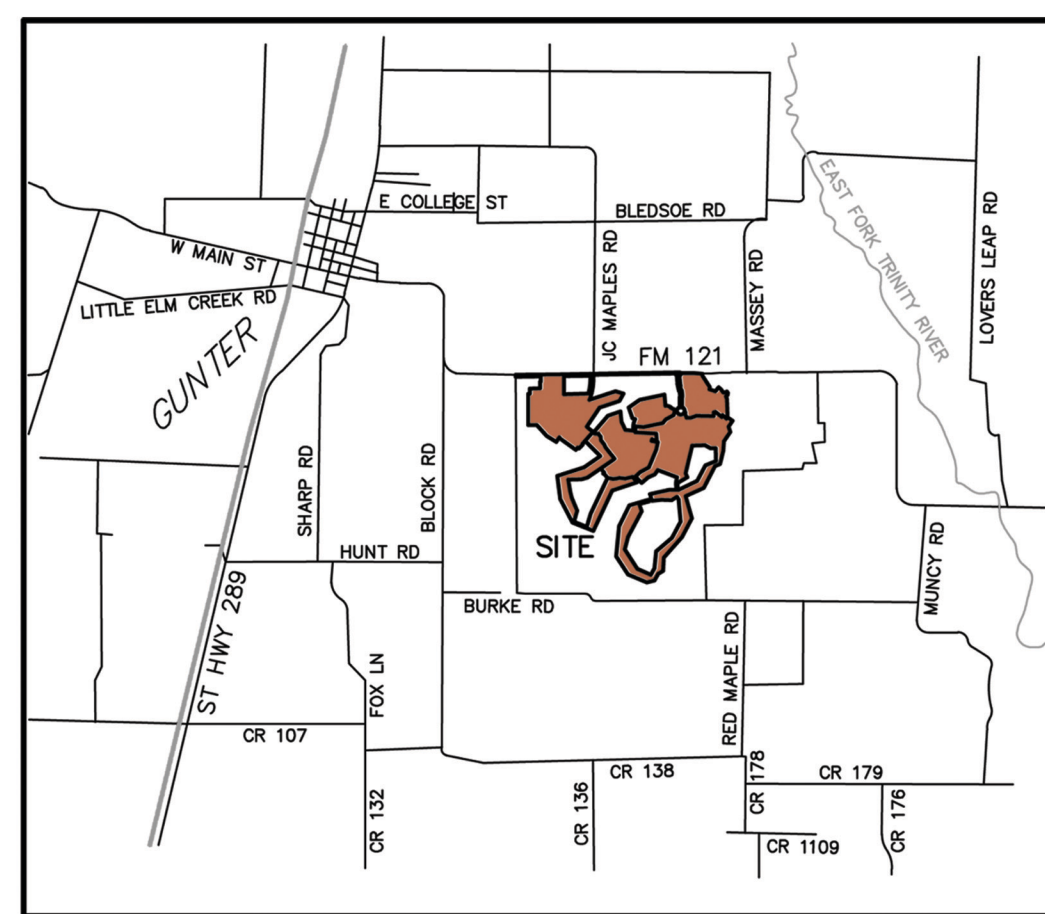 E COLLEGE ST
BLEDSOE RD
W MAIN ST
LITTLE ELM CREEK RD
GUNTER
JC MAPLES RD
MASSEY RD
EAST FORK TRINITY RIVER
LOVERS LEAP RD
FM 121
SHARP RD
BLOCK RD
HUNT RD
SITE
BURKE RD
MUNCY RD
ST HWY 289
FOX LN
RED MAPLE RD
CR 107
CR 138
CR 178
CR 179
CR 132
CR 136
CR 176
CR 1109